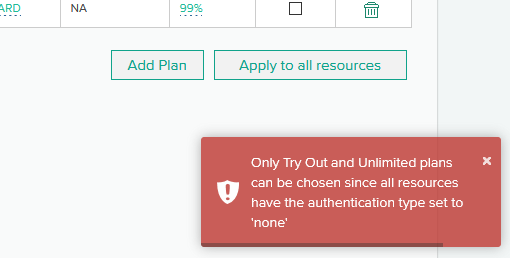 ARD NA 99%
Add Plan Apply to all resources
Only Try Out and Unlimited plans ×
can be chosen since all resources
have the authentication type set to
'none'